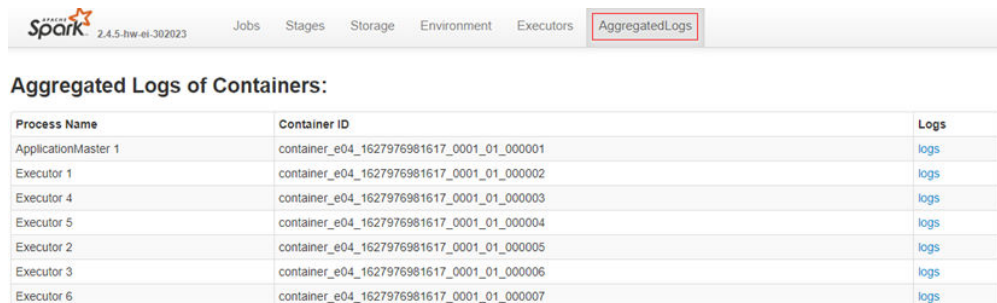 APACHE Spark 2.4.5-hw-ei-302023 Jobs Stages Storage Environment Executors AggregatedLogs
Aggregated Logs of Containers:
Process Name Container ID Logs
ApplicationMaster 1 container_e04_1627976981617_0001_01_000001 logs
Executor 1 container_e04_1627976981617_0001_01_000002 logs
Executor 4 container_e04_1627976981617_0001_01_000003 logs
Executor 5 container_e04_1627976981617_0001_01_000004 logs
Executor 2 container_e04_1627976981617_0001_01_000005 logs
Executor 3 container_e04_1627976981617_0001_01_000006 logs
Executor 6 container_e04_1627976981617_0001_01_000007 logs